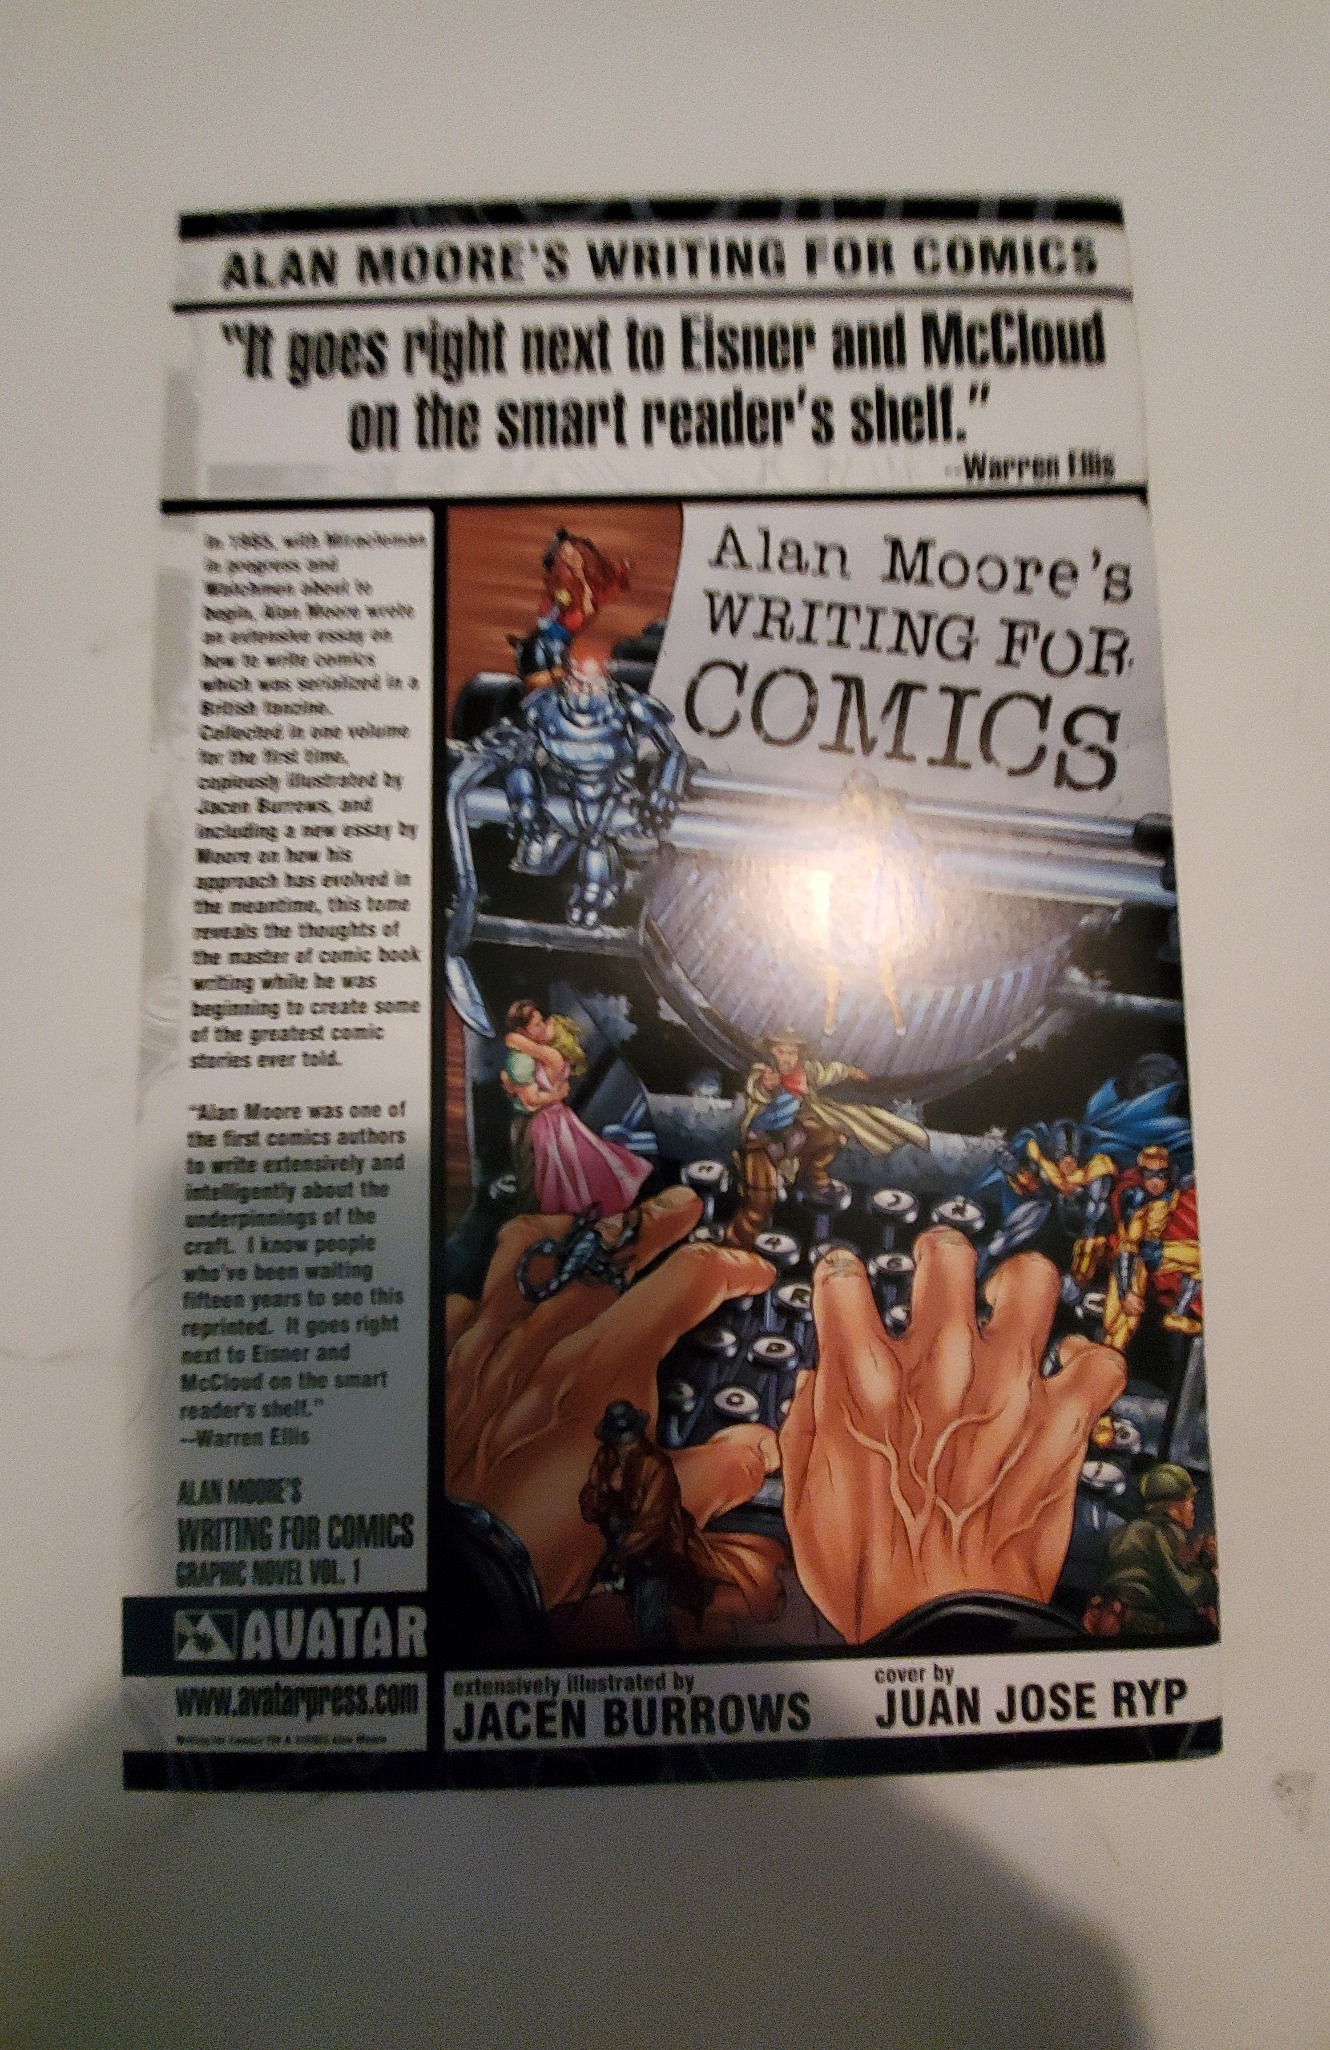 ALAN MOORE'S WRITING FOR COMICS
"It goes right next to Eisner and McCloud
on the smart reader's shelf."
--Warren Ellis
In 1985, with Miracleman
in progress and
Watchmen about to
begin, Alan Moore wrote
an extensive essay on
how to write comics
which was serialized in a
British fanzine.
Collected in one volume
for the first time,
copiously illustrated by
Jacen Burrows, and
including a new essay by
Moore on how his
approach has evolved in
the meantime, this tome
reveals the thoughts of
the master of comic book
writing while he was
beginning to create some
of the greatest comic
stories ever told.
"Alan Moore was one of
the first comics authors
to write extensively and
intelligently about the
underpinnings of the
craft. I know people
who've been waiting
fifteen years to see this
reprinted. It goes right
next to Eisner and
McCloud on the smart
reader's shelf."
--Warren Ellis
ALAN MOORE'S
WRITING FOR COMICS
GRAPHIC NOVEL VOL. 1
AVATAR
www.avatarpress.com
Writing for Comics Alan Moore
Alan Moore's
WRITING FOR
COMICS
extensively illustrated by
JACEN BURROWS
cover by
JUAN JOSE RYP